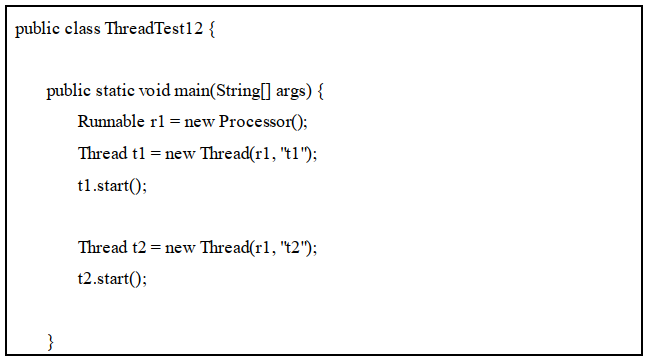 public class ThreadTest12 {
public static void main(String[] args) {
Runnable r1 = new Processor();
Thread t1 = new Thread(r1, "t1");
t1.start();
Thread t2 = new Thread(r1, "t2");
t2.start();
}